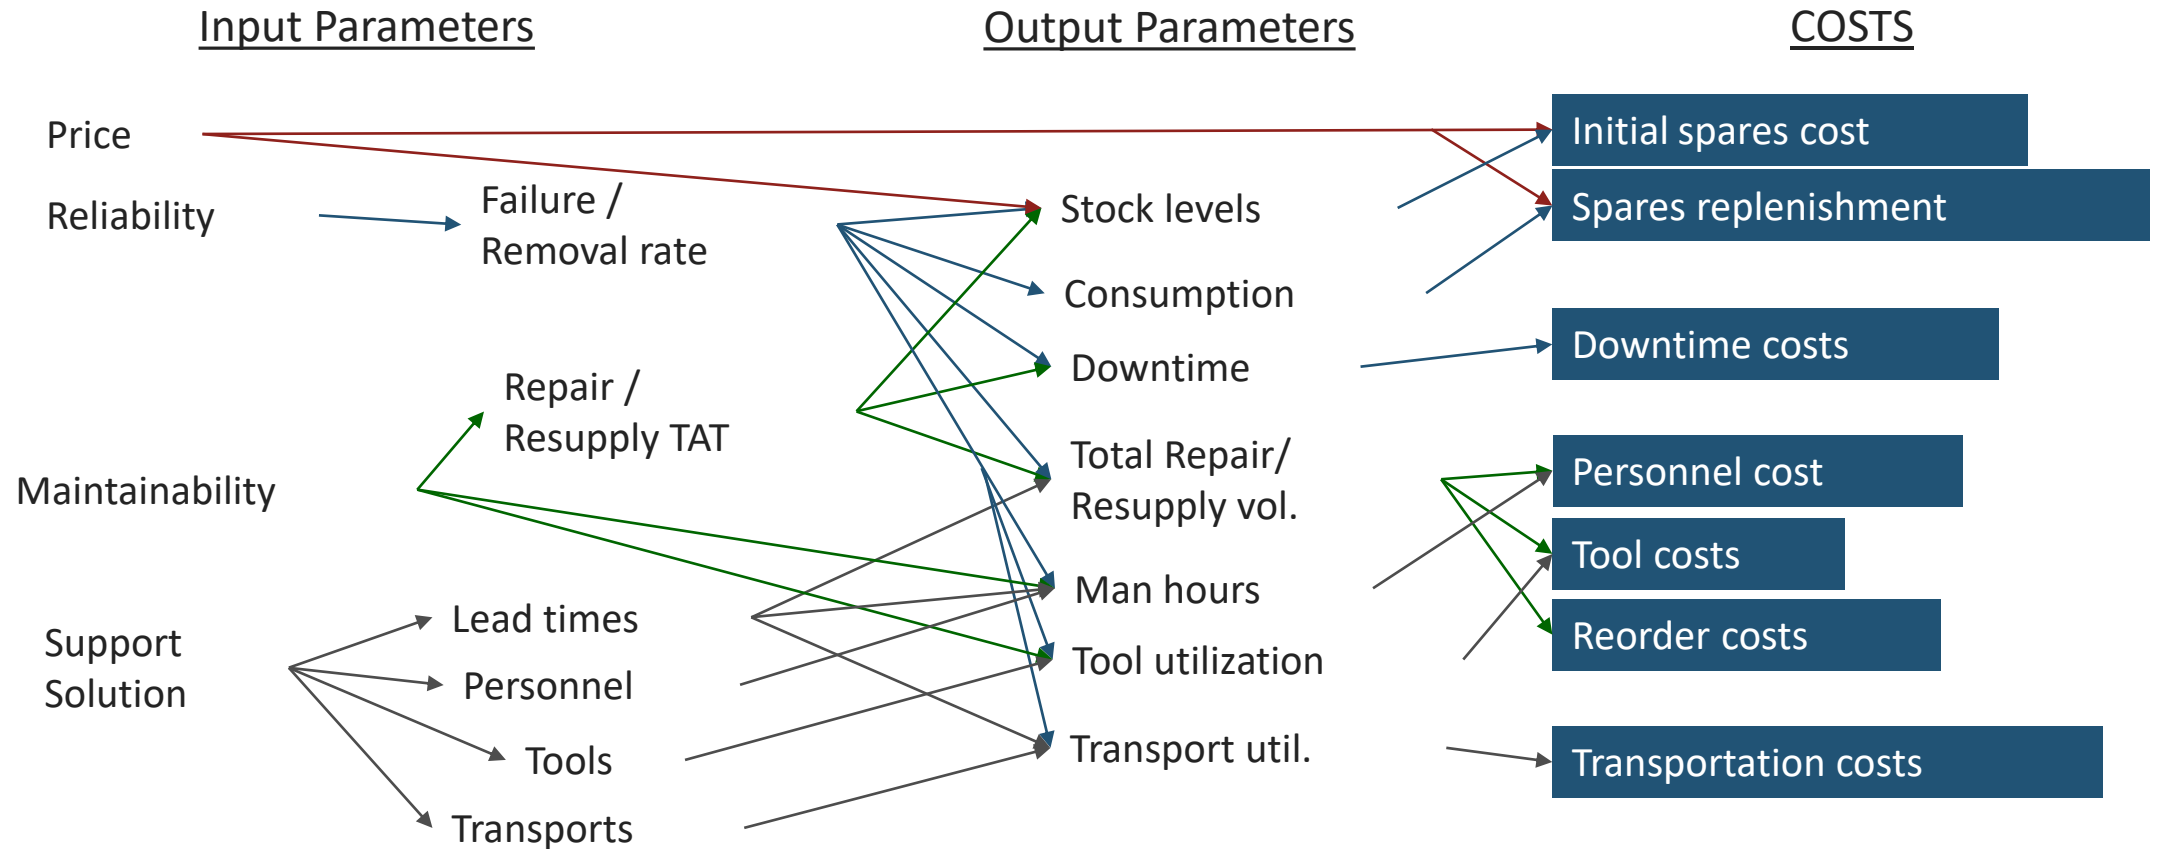 Input Parameters
Output Parameters
COSTS
Price
Initial spares cost
Reliability
Failure /
Removal rate
Stock levels
Spares replenishment
Consumption
Downtime
Downtime costs
Repair /
Resupply TAT
Maintainability
Total Repair/
Resupply vol.
Personnel cost
Tool costs
Man hours
Reorder costs
Support
Solution
Lead times
Personnel
Tool utilization
Tools
Transport util.
Transportation costs
Transports